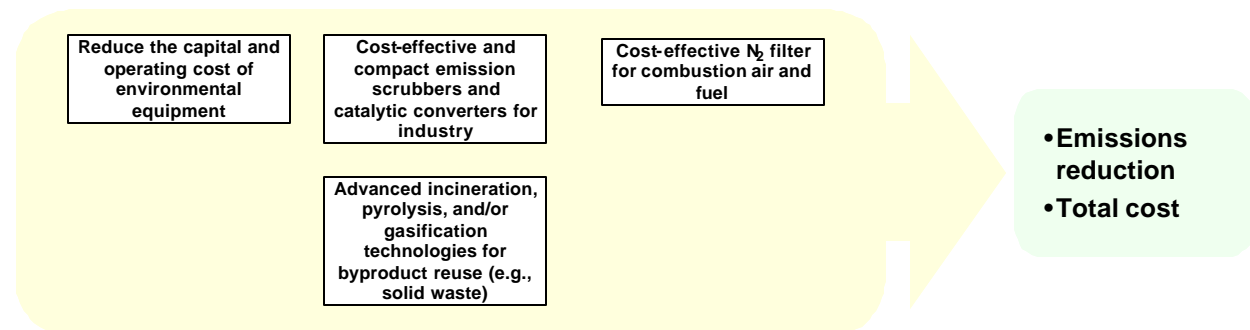 Reduce the capital and
operating cost of
environmental
equipment
Cost-effective and
compact emission
scrubbers and
catalytic converters for
industry
Cost-effective N2 filter
for combustion air and
fuel
Advanced incineration,
pyrolysis, and/or
gasification
technologies for
byproduct reuse (e.g.,
solid waste)
•Emissions
reduction
•Total cost